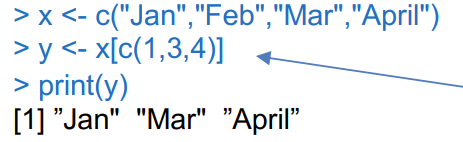 > x <- c("Jan","Feb","Mar","April")
> y <- x[c(1,3,4)]
> print(y)
[1] ”Jan"  "Mar"  ”April”